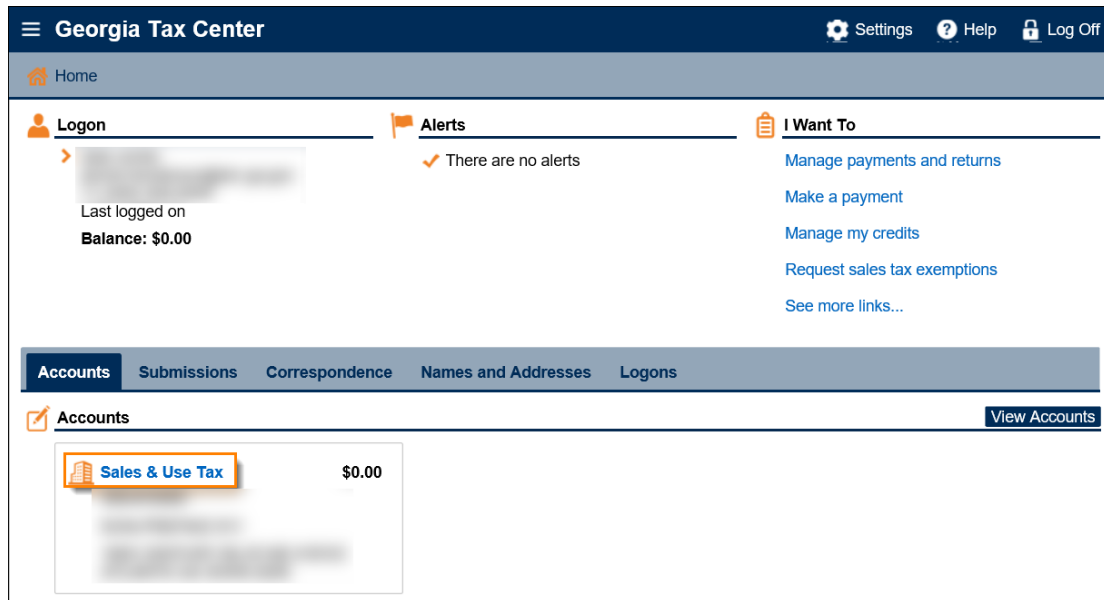 Georgia Tax Center
Settings
Help
Log Off
Home
Logon
Last logged on
Balance: $0.00
Alerts
There are no alerts
I Want To
Manage payments and returns
Make a payment
Manage my credits
Request sales tax exemptions
See more links...
Accounts Submissions Correspondence Names and Addresses Logons
Accounts
View Accounts
Sales & Use Tax $0.00